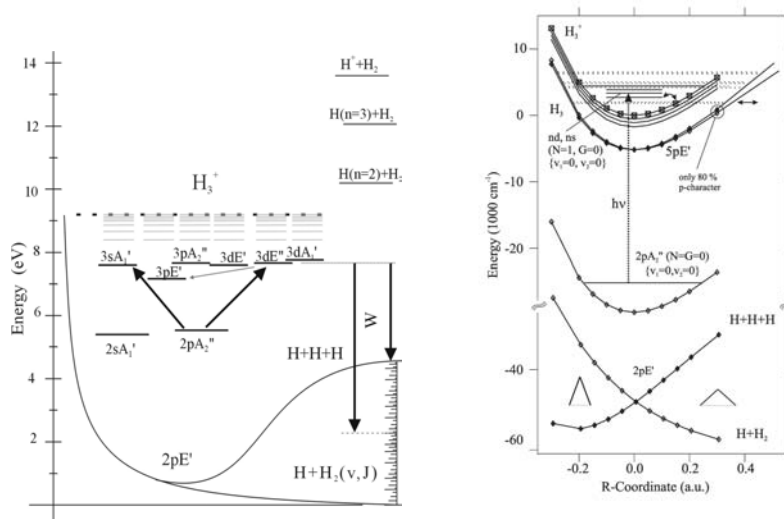 H⁺+H₂
14
H(n=3)+H₂
12
H(n=2)+H₂
H₃⁺
10
3pA₂" 3dE" 3dA₁'
3sA₁' 3dE'
8
3pE'
Energy (eV)
W
6
2sA₁' 2pA₂"
H+H+H
4
2pE'
2
H+H₂(v,J)
H₃⁺
10
5
H₃
0
nd, ns
(N=1, G=0)
{v₁=0, v₂=0}
5pE'
-5
only 80 %
p-character
hν
Energy (1000 cm⁻¹)
-20
2pA₂" (N=G=0)
{v₁=0,v₂=0}
H+H+H
2pE'
-40
H+H₂
-60
-0.2 0.0 0.2 0.4
R-Coordinate (a.u.)